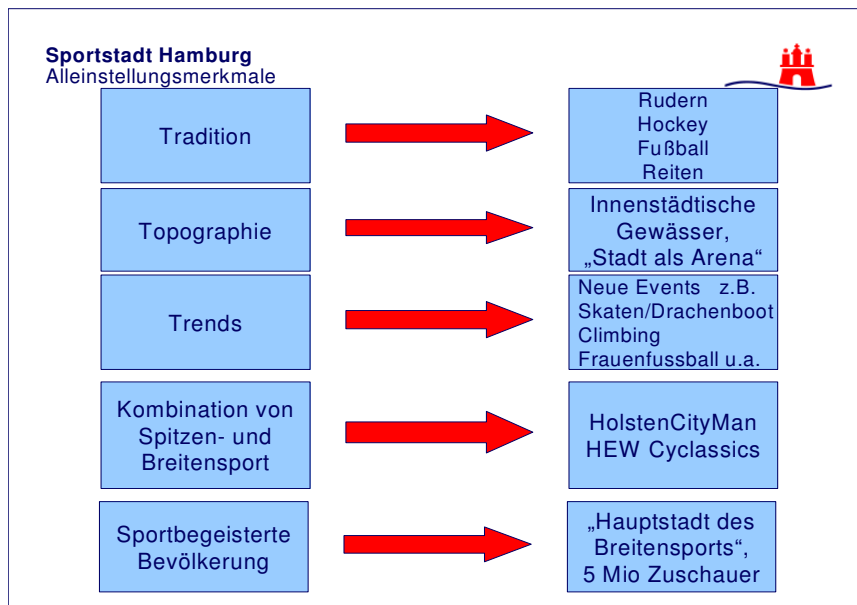 Sportstadt Hamburg
Alleinstellungsmerkmale
Tradition
Rudern
Hockey
Fußball
Reiten
Topographie
Innenstädtische
Gewässer,
„Stadt als Arena“
Trends
Neue Events z.B.
Skaten/Drachenboot
Climbing
Frauenfussball u.a.
Kombination von
Spitzen- und
Breitensport
HolstenCityMan
HEW Cyclassics
Sportbegeisterte
Bevölkerung
„Hauptstadt des
Breitensports“,
5 Mio Zuschauer